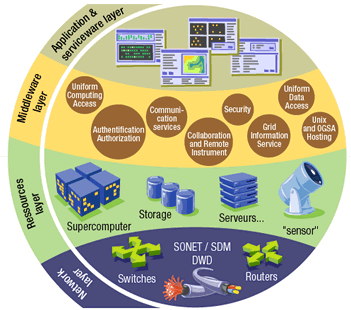 Application &
serviceware layer
Middleware
layer
Uniform
Computing
Access
Authentification
Authorization
Communi-
cation
services
Collaboration
and Remote
Instrument
Security
Grid
Information
Service
Uniform
Data
Access
Unix
and OGSA
Hosting
Ressources
layer
Supercomputer
Storage
Serveurs...
"sensor"
Network
layer
Switches
SONET / SDM
DWD
Routers